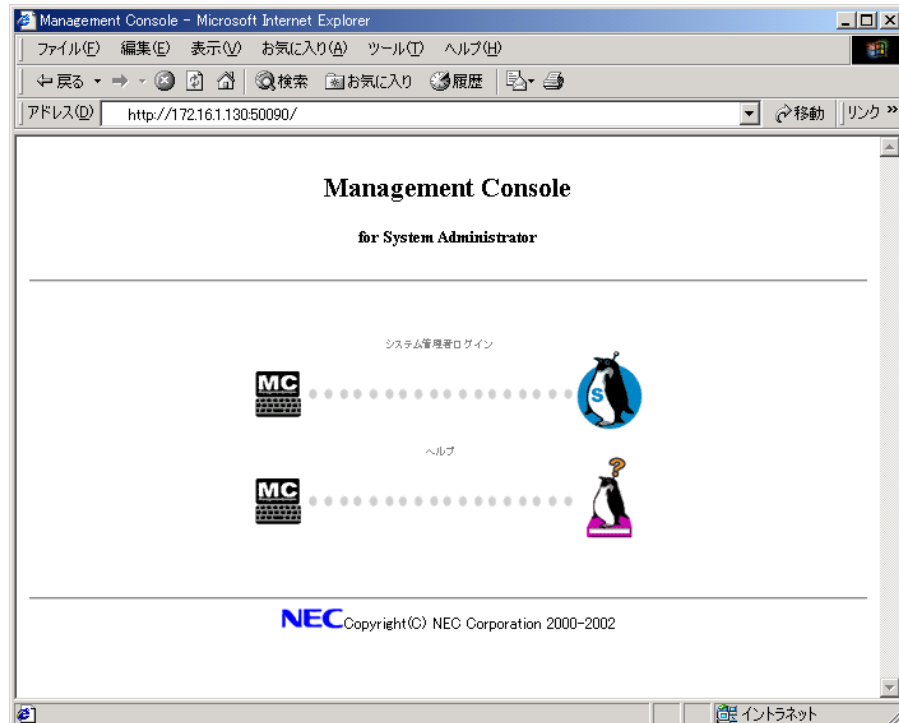 Management Console - Microsoft Internet Explorer
ファイル(F) 編集(E) 表示(V) お気に入り(A) ツール(T) ヘルプ(H)
戻る 検索 お気に入り 履歴
アドレス(D) http://172.16.1.130:50090/ 移動 リンク »
Management Console
for System Administrator
システム管理者ログイン
MC S
ヘルプ
MC ?
NEC Copyright(C) NEC Corporation 2000-2002
イントラネット